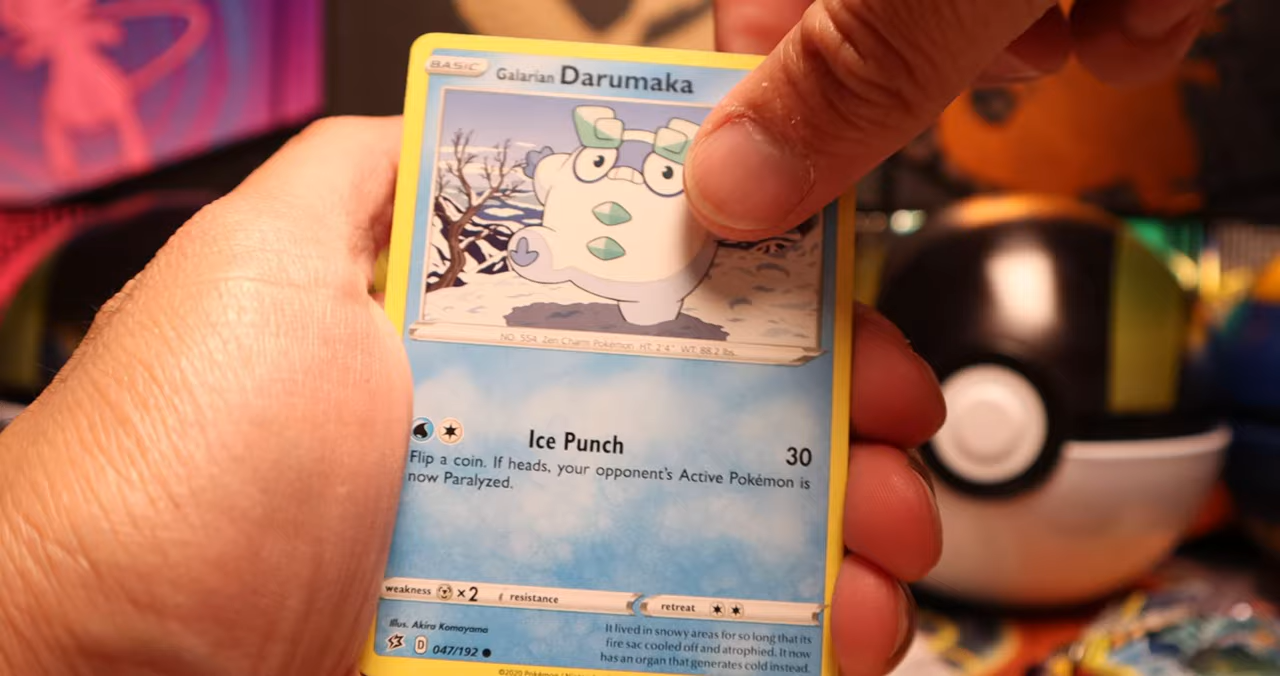 BASIC
Galarian Darumaka
NO. 554 Zen Charm Pokémon HT: 2'4" WT: 88.2 lbs.
Ice Punch 30
Flip a coin. If heads, your opponent's Active Pokémon is
now Paralyzed.
weakness ×2 resistance retreat
Illus. Akira Komayama
D 047/192
It lived in snowy areas for so long that its
fire sac cooled off and atrophied. It now
has an organ that generates cold instead.
©2020 Pokémon